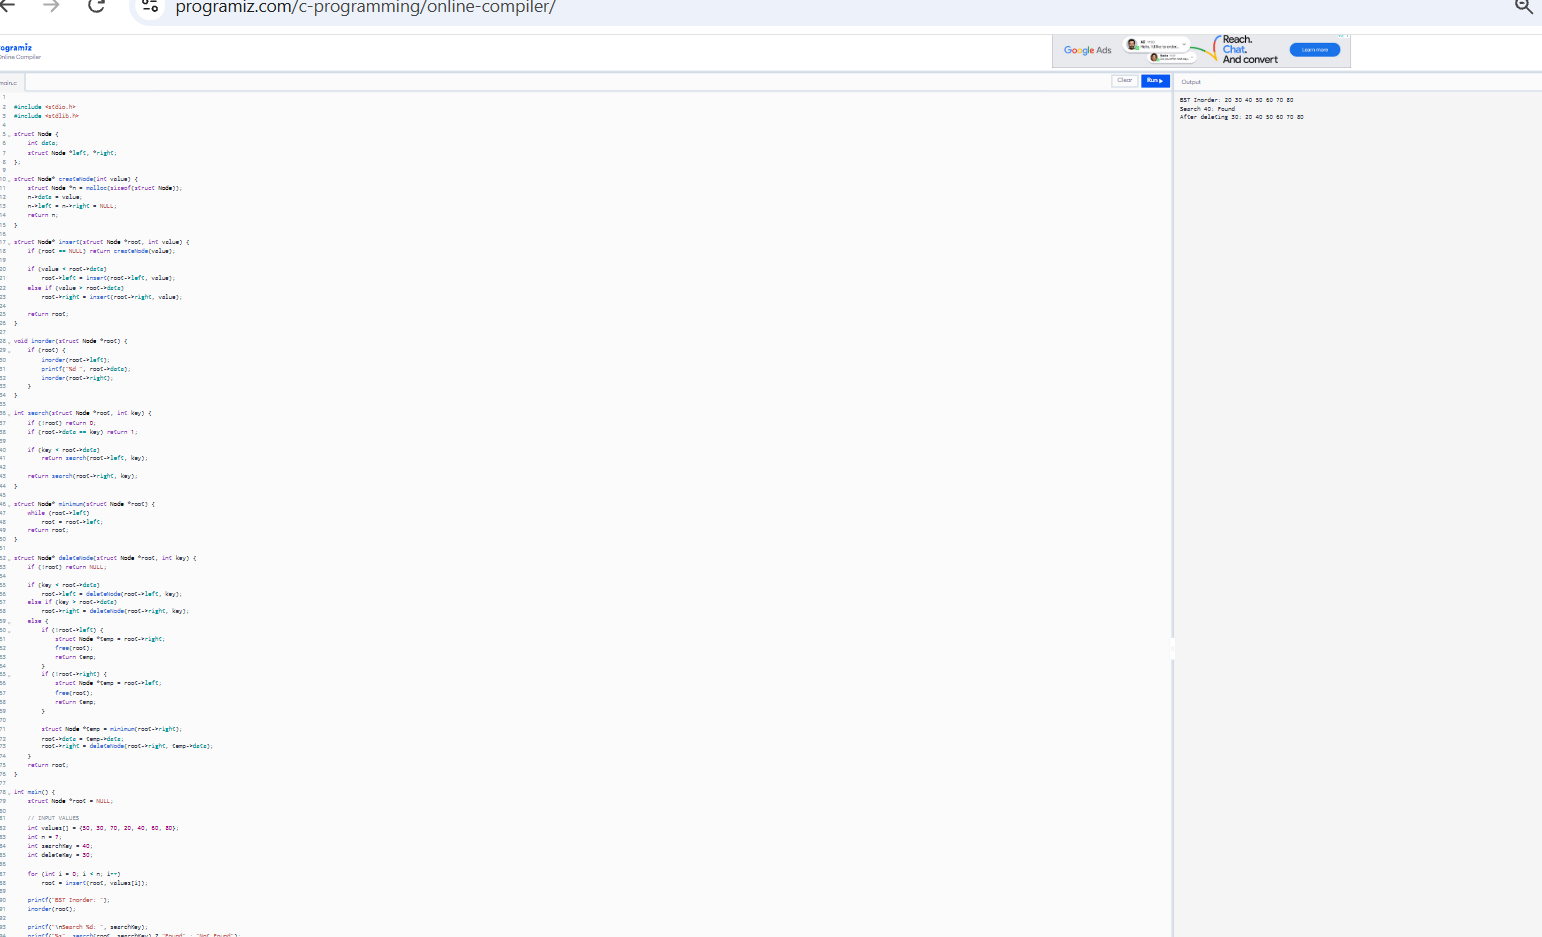 programiz.com/c-programming/online-compiler/
ogramiz
Online Compiler
Google Ads
Reach.
Chat.
And convert
Learn more
main.c
Clear
Run
Output
#include <stdio.h>
#include <stdlib.h>
struct Node {
int data;
struct Node *left, *right;
};
struct Node* createNode(int value) {
struct Node *n = malloc(sizeof(struct Node));
n->data = value;
n->left = n->right = NULL;
return n;
}
struct Node* insert(struct Node *root, int value) {
if (root == NULL) return createNode(value);
if (value < root->data)
root->left = insert(root->left, value);
else if (value > root->data)
root->right = insert(root->right, value);
return root;
}
void inorder(struct Node *root) {
if (root) {
inorder(root->left);
printf("%d ", root->data);
inorder(root->right);
}
}
int search(struct Node *root, int key) {
if (!root) return 0;
if (root->data == key) return 1;
if (key < root->data)
return search(root->left, key);
return search(root->right, key);
}
struct Node* minimum(struct Node *root) {
while (root->left)
root = root->left;
return root;
}
struct Node* deleteNode(struct Node *root, int key) {
if (!root) return NULL;
if (key < root->data)
root->left = deleteNode(root->left, key);
else if (key > root->data)
root->right = deleteNode(root->right, key);
else {
if (!root->left) {
struct Node *temp = root->right;
free(root);
return temp;
}
if (!root->right) {
struct Node *temp = root->left;
free(root);
return temp;
}
struct Node *temp = minimum(root->right);
root->data = temp->data;
root->right = deleteNode(root->right, temp->data);
}
return root;
}
int main() {
struct Node *root = NULL;
// INPUT VALUES
int values[] = {50, 30, 70, 20, 40, 60, 80};
int n = 7;
int searchKey = 40;
int deleteKey = 30;
for (int i = 0; i < n; i++)
root = insert(root, values[i]);
printf("BST Inorder: ");
inorder(root);
printf("\nSearch %d: ", searchKey);
printf("%s", search(root, searchKey) ? "Found" : "Not Found");
BST Inorder: 20 30 40 50 60 70 80
Search 40: Found
After deleting 30: 20 40 50 60 70 80